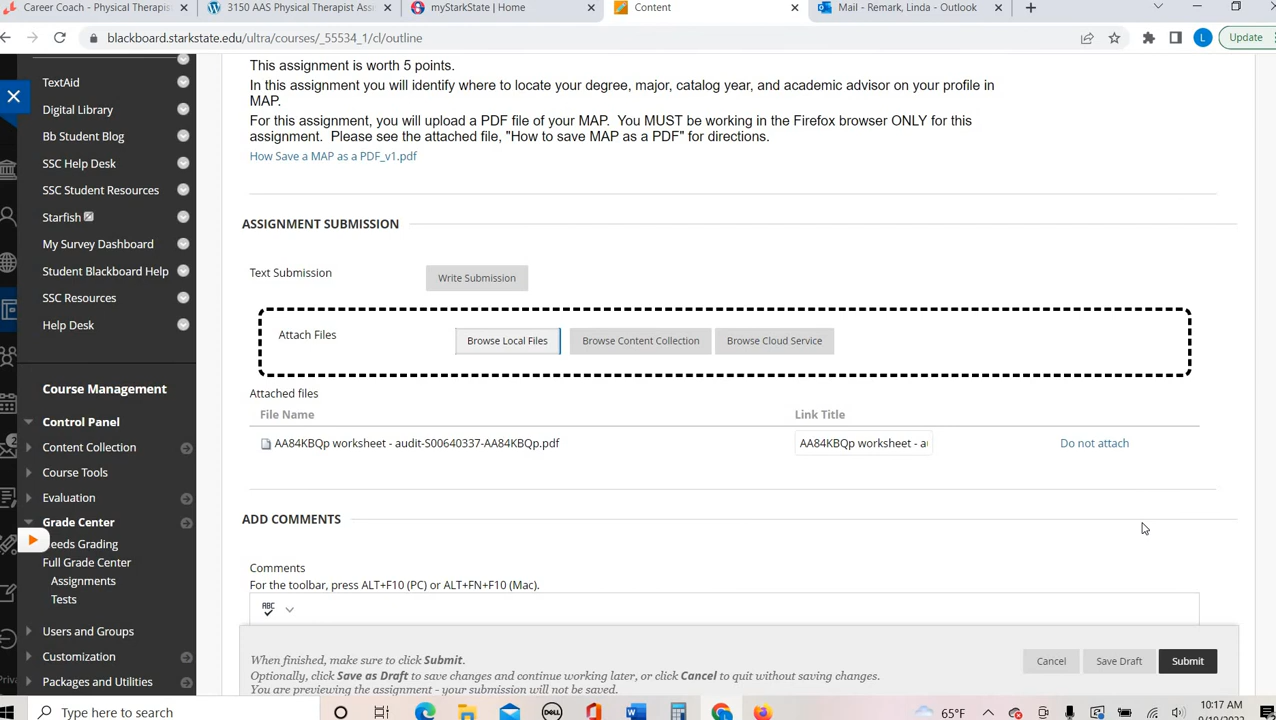 Career Coach - Physical Therapis
3150 AAS Physical Therapist Ass
myStarkState | Home
Content
Mail - Remark, Linda - Outlook
blackboard.starkstate.edu/ultra/courses/_55534_1/cl/outline
L
Update
TextAid
Digital Library
Bb Student Blog
SSC Help Desk
SSC Student Resources
Starfish
My Survey Dashboard
Student Blackboard Help
SSC Resources
Help Desk
Course Management
Control Panel
Content Collection
Course Tools
Evaluation
Grade Center
eeds Grading
Full Grade Center
Assignments
Tests
Users and Groups
Customization
Packages and Utilities
This assignment is worth 5 points.
In this assignment you will identify where to locate your degree, major, catalog year, and academic advisor on your profile in
MAP.
For this assignment, you will upload a PDF file of your MAP. You MUST be working in the Firefox browser ONLY for this
assignment. Please see the attached file, "How to save MAP as a PDF" for directions.
How Save a MAP as a PDF_v1.pdf
ASSIGNMENT SUBMISSION
Text Submission
Write Submission
Attach Files
Browse Local Files
Browse Content Collection
Browse Cloud Service
Attached files
File Name
Link Title
AA84KBQp worksheet - audit-S00640337-AA84KBQp.pdf
AA84KBQp worksheet - a
Do not attach
ADD COMMENTS
Comments
For the toolbar, press ALT+F10 (PC) or ALT+FN+F10 (Mac).
ABC
When finished, make sure to click Submit.
Optionally, click Save as Draft to save changes and continue working later, or click Cancel to quit without saving changes.
You are previewing the assignment - your submission will not be saved.
Cancel
Save Draft
Submit
Type here to search
DELL
65°F
10:17 AM